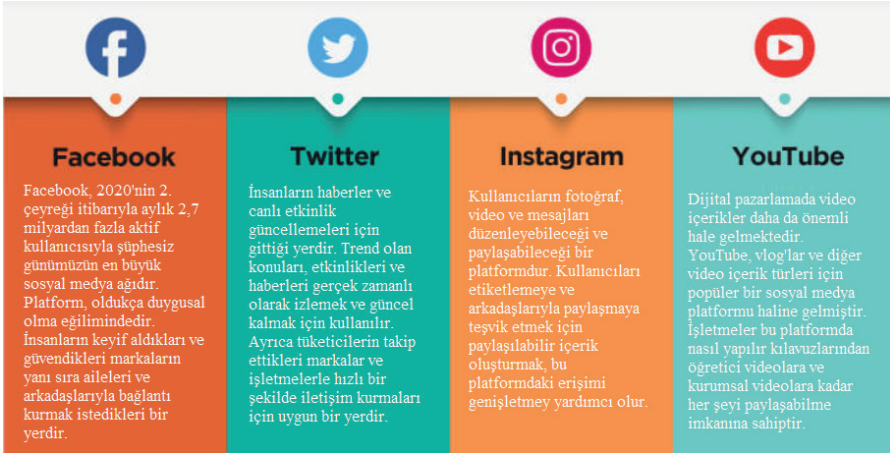 Facebook
Facebook, 2020'nin 2.
çeyreği itibarıyla aylık 2,7
milyardan fazla aktif
kullanıcısıyla şüphesiz
günümüzün en büyük
sosyal medya ağıdır.
Platform, oldukça duygusal
olma eğilimindedir.
İnsanların keyif aldıkları ve
güvendikleri markaların
yanı sıra aileleri ve
arkadaşlarıyla bağlantı
kurmak istedikleri bir
yerdir.
Twitter
İnsanların haberler ve
canlı etkinlik
güncellemeleri için
gittiği yerdir. Trend olan
konuları, etkinlikleri ve
haberleri gerçek zamanlı
olarak izlemek ve güncel
kalmak için kullanılır.
Ayrıca tüketicilerin takip
ettikleri markalar ve
işletmelerle hızlı bir
şekilde iletişim kurmaları
için uygun bir yerdir.
Instagram
Kullanıcıların fotoğraf,
video ve mesajları
düzenleyebileceği ve
paylaşabileceği bir
platformdur. Kullanıcıları
etiketlemeye ve
arkadaşlarıyla paylaşmaya
teşvik etmek için
paylaşılabilir içerik
oluşturmak, bu
platformdaki erişimi
genişletmey yardımcı olur.
YouTube
Dijital pazarlamada video
içerikler daha da önemli
hale gelmektedir.
YouTube, vlog'lar ve diğer
video içerik türleri için
popüler bir sosyal medya
platformu haline gelmiştir.
İşletmeler bu platformda
nasıl yapılır kılavuzlarından
öğretici videolara ve
kurumsal videolara kadar
her şeyi paylaşabilme
imkanına sahiptir.